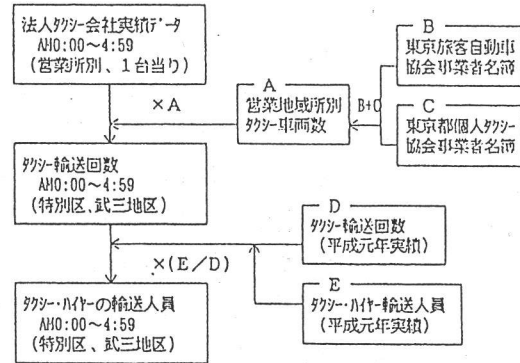 法人タクシー会社実績データ
AM0:00～4:59
(営業所別、1台当り)
×A
A
営業地域所別
タクシー車両数
B+C
B
東京旅客自動車
協会事業者名簿
C
東京都個人タクシー
協会事業者名簿
タクシー輸送回数
AM0:00～4:59
(特別区、武三地区)
D
タクシー輸送回数
(平成元年実績)
×(E/D)
E
タクシー・ハイヤー輸送人員
(平成元年実績)
タクシー・ハイヤーの輸送人員
AM0:00～4:59
(特別区、武三地区)